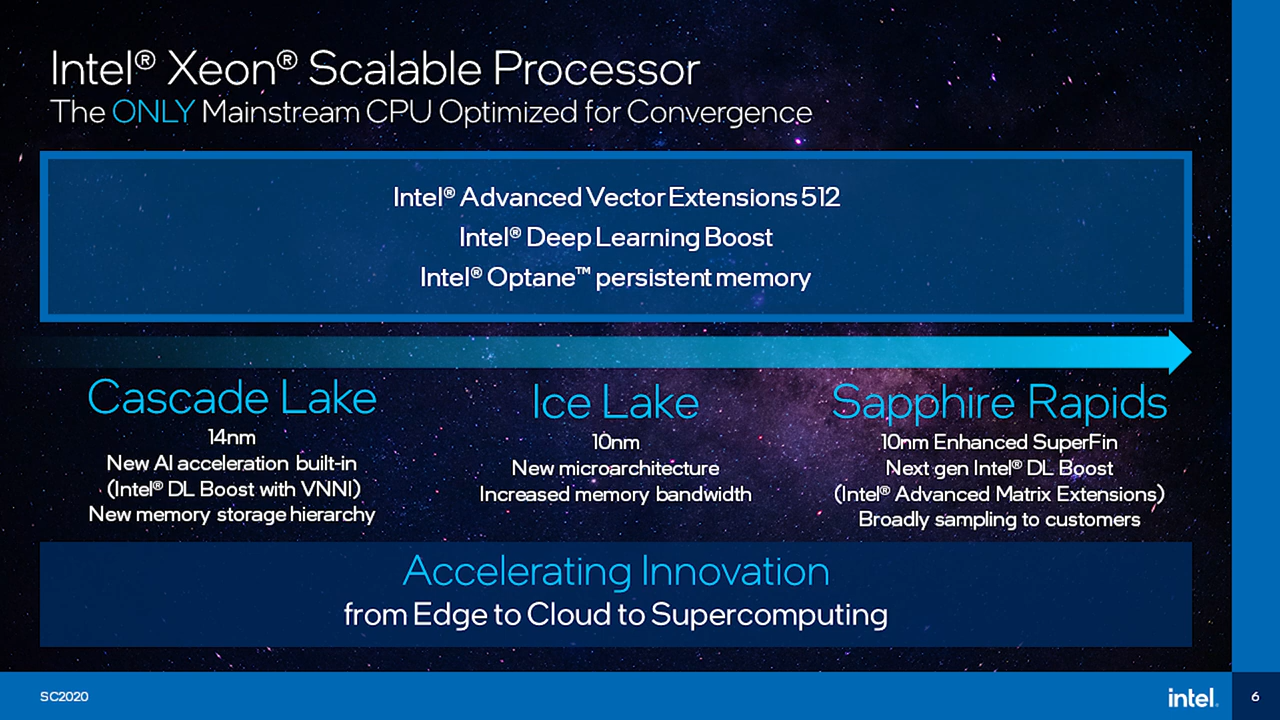 Intel® Xeon® Scalable Processor
The ONLY Mainstream CPU Optimized for Convergence
Intel® Advanced Vector Extensions 512
Intel® Deep Learning Boost
Intel® Optane™ persistent memory
Cascade Lake
14nm
New AI acceleration built-in
(Intel® DL Boost with VNNI)
New memory storage hierarchy
Ice Lake
10nm
New microarchitecture
Increased memory bandwidth
Sapphire Rapids
10nm Enhanced SuperFin
Next gen Intel® DL Boost
(Intel® Advanced Matrix Extensions)
Broadly sampling to customers
Accelerating Innovation
from Edge to Cloud to Supercomputing
SC2020
intel.
6